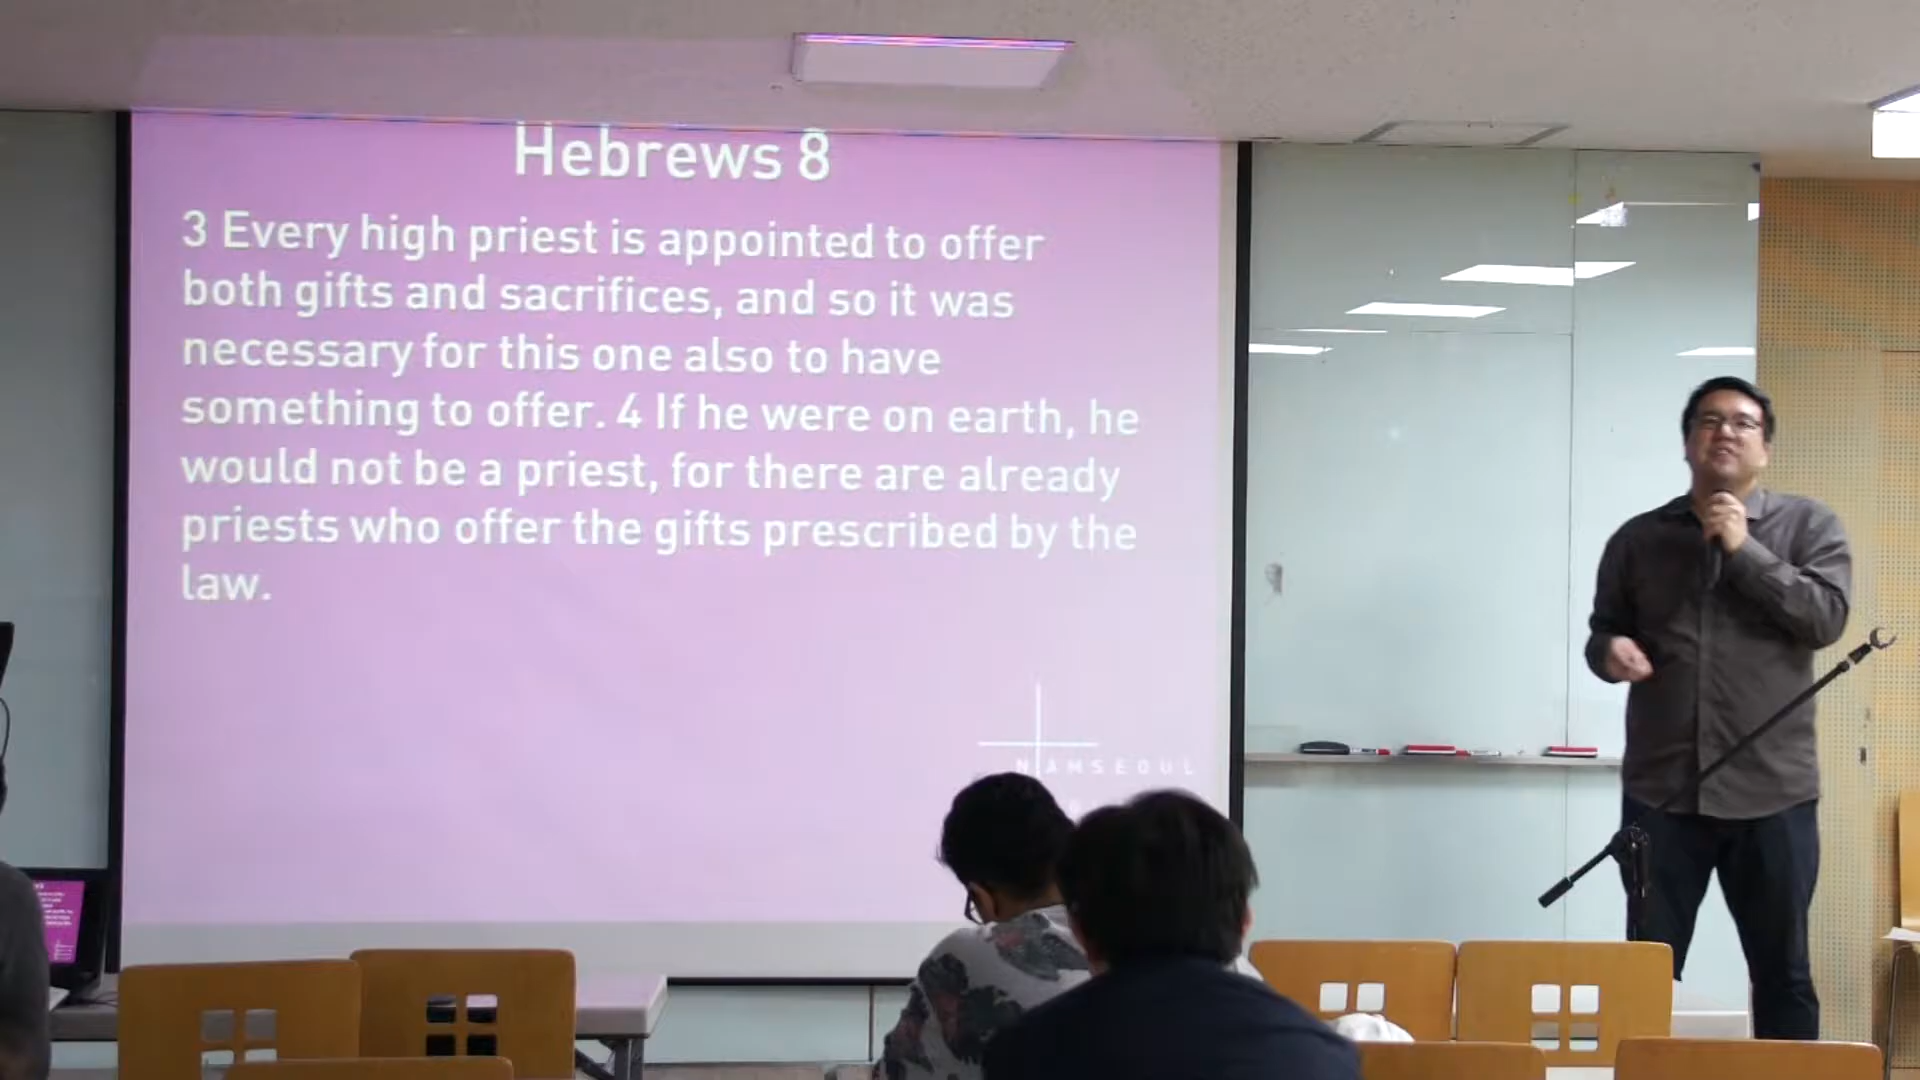 Hebrews 8
3 Every high priest is appointed to offer
both gifts and sacrifices, and so it was
necessary for this one also to have
something to offer. 4 If he were on earth, he
would not be a priest, for there are already
priests who offer the gifts prescribed by the
law.
NAMSEOUL